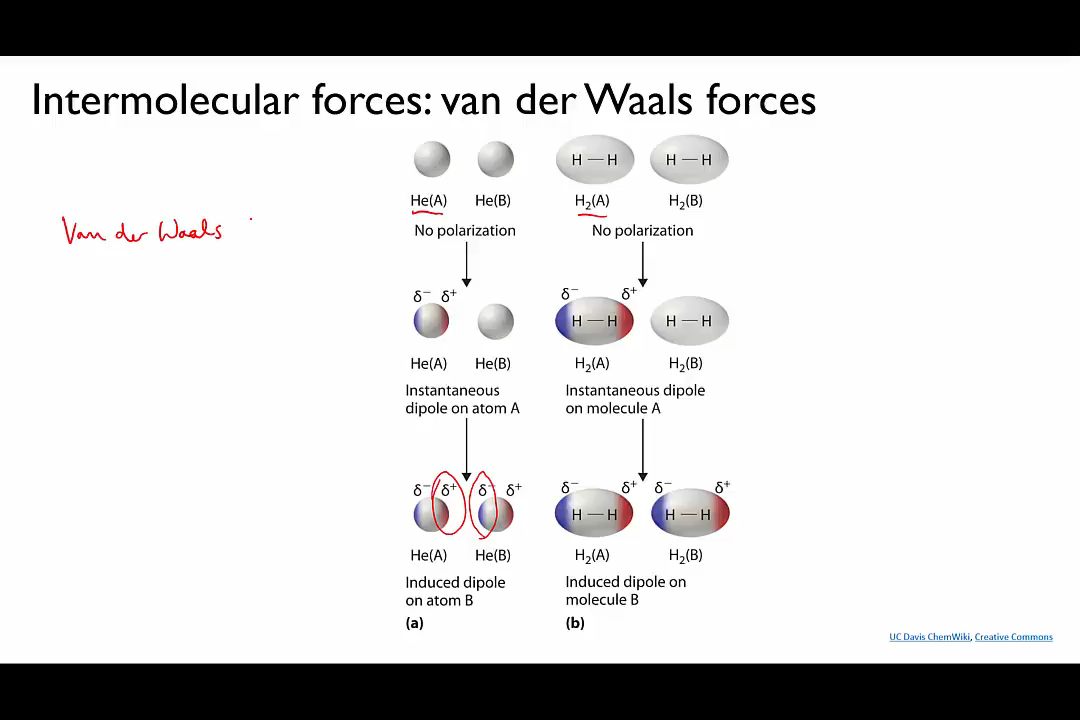 Intermolecular forces: van der Waals forces
Van der Waals
H—H H—H
He(A) He(B) H₂(A) H₂(B)
No polarization No polarization
δ⁻ δ⁺ δ⁻ δ⁺
H—H H—H
He(A) He(B) H₂(A) H₂(B)
Instantaneous
dipole on atom A
Instantaneous dipole
on molecule A
δ⁻ δ⁺ δ⁻ δ⁺ δ⁻ δ⁺ δ⁻ δ⁺
H—H H—H
He(A) He(B) H₂(A) H₂(B)
Induced dipole
on atom B
Induced dipole on
molecule B
(a) (b)
UC Davis ChemWiki, Creative Commons